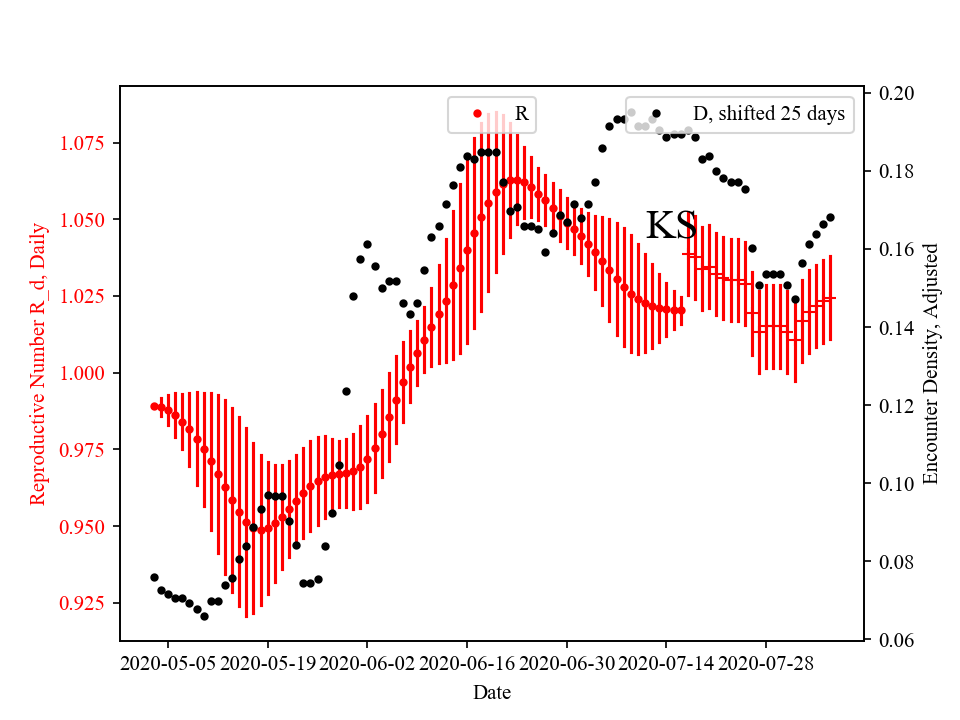 R
D, shifted 25 days
KS
Reproductive Number R_d, Daily
1.075
1.050
1.025
1.000
0.975
0.950
0.925
0.20
0.18
0.16
0.14
0.12
0.10
0.08
0.06
Encounter Density, Adjusted
2020-05-05 2020-05-19 2020-06-02 2020-06-16 2020-06-30 2020-07-14 2020-07-28
Date